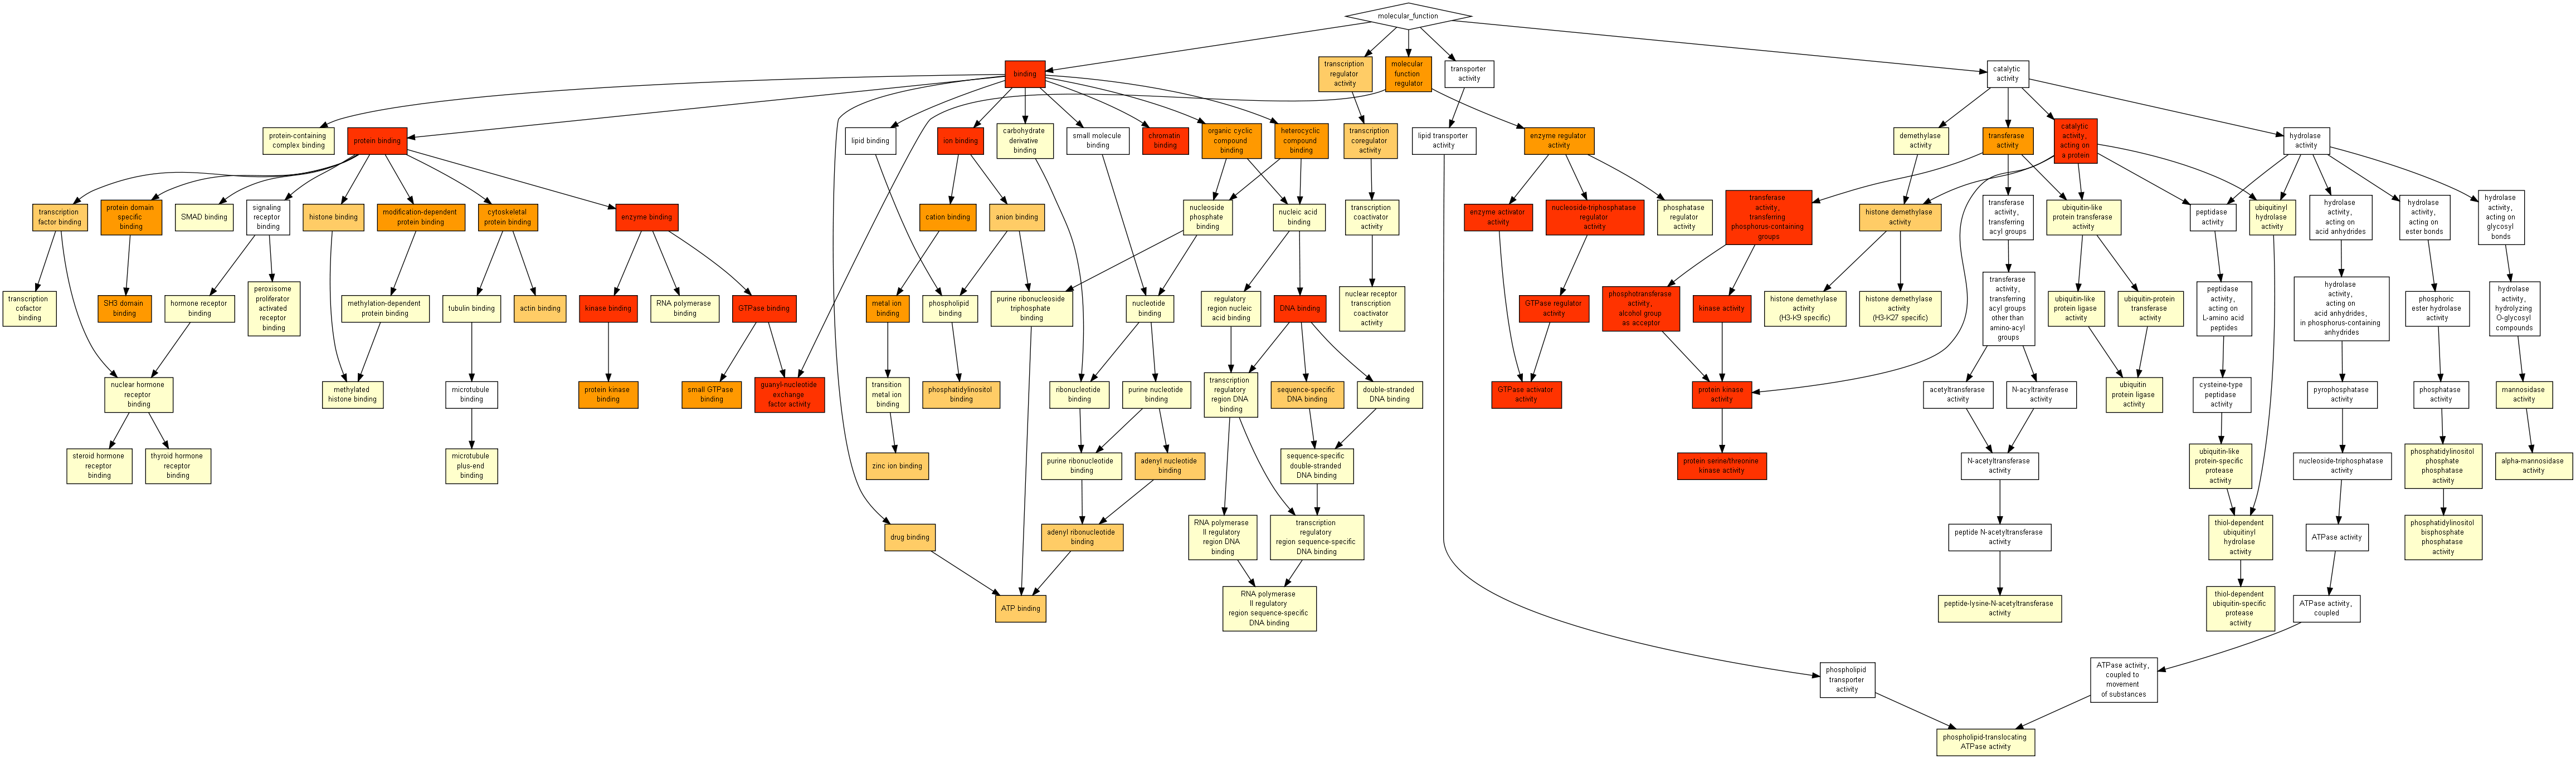 molecular_function
binding
transcription
regulator
activity
molecular
function
regulator
transporter
activity
catalytic
activity
protein-containing
complex binding
protein binding
lipid binding
ion binding
carbohydrate
derivative
binding
small molecule
binding
chromatin
binding
organic cyclic
compound
binding
heterocyclic
compound
binding
transcription
coregulator
activity
lipid transporter
activity
enzyme regulator
activity
demethylase
activity
transferase
activity
catalytic
activity,
acting on
a protein
hydrolase
activity
transcription
factor binding
protein domain
specific
binding
SMAD binding
signaling
receptor
binding
histone binding
modification-dependent
protein binding
cytoskeletal
protein binding
enzyme binding
cation binding
anion binding
nucleoside
phosphate
binding
nucleic acid
binding
transcription
coactivator
activity
enzyme activator
activity
nucleoside-triphosphatase
regulator
activity
phosphatase
regulator
activity
transferase
activity,
transferring
phosphorus-containing
groups
histone demethylase
activity
transferase
activity,
transferring
acyl groups
ubiquitin-like
protein transferase
activity
peptidase
activity
ubiquitinyl
hydrolase
activity
hydrolase
activity,
acting on
acid anhydrides
hydrolase
activity,
acting on
ester bonds
hydrolase
activity,
acting on
glycosyl
bonds
transcription
cofactor
binding
SH3 domain
binding
hormone receptor
binding
peroxisome
proliferator
activated
receptor
binding
methylation-dependent
protein binding
tubulin binding
actin binding
kinase binding
RNA polymerase
binding
GTPase binding
metal ion
binding
phospholipid
binding
purine ribonucleoside
triphosphate
binding
nucleotide
binding
regulatory
region nucleic
acid binding
DNA binding
nuclear receptor
coactivator
activity
GTPase regulator
activity
phosphotransferase
activity,
alcohol group
as acceptor
kinase activity
histone demethylase
activity
(H3-K9 specific)
histone demethylase
activity
(H3-K27 specific)
transferase
activity,
transferring
acyl groups
other than
amino-acyl
groups
ubiquitin-like
protein ligase
activity
ubiquitin-protein
transferase
activity
peptidase
activity,
acting on
L-amino acid
peptides
hydrolase
activity,
acting on
acid anhydrides,
in phosphorus-containing
anhydrides
phosphoric
ester hydrolase
activity
hydrolase
activity,
hydrolyzing
O-glycosyl
compounds
nuclear hormone
receptor
binding
methylated
histone binding
microtubule
binding
protein kinase
binding
small GTPase
binding
guanyl-nucleotide
exchange
factor activity
transition
metal ion
binding
phosphatidylinositol
binding
ribonucleotide
binding
purine nucleotide
binding
transcription
regulatory
region DNA
binding
sequence-specific
DNA binding
double-stranded
DNA binding
GTPase activator
activity
protein kinase
activity
acetyltransferase
activity
N-acyltransferase
activity
ubiquitin
protein ligase
activity
cysteine-type
peptidase
activity
pyrophosphatase
activity
phosphatase
activity
mannosidase
activity
steroid hormone
receptor
binding
thyroid hormone
receptor
binding
microtubule
plus-end
binding
zinc ion binding
purine ribonucleotide
binding
adenyl nucleotide
binding
sequence-specific
double-stranded
DNA binding
protein serine/threonine
kinase activity
N-acetyltransferase
activity
ubiquitin-like
protein-specific
protease
activity
nucleoside-triphosphatase
activity
phosphatidylinositol
phosphate
phosphatase
activity
alpha-mannosidase
activity
drug binding
adenyl ribonucleotide
binding
RNA polymerase
II regulatory
region DNA
binding
transcription
regulatory
region sequence-specific
DNA binding
peptide N-acetyltransferase
activity
thiol-dependent
ubiquitinyl
hydrolase
activity
ATPase activity
phosphatidylinositol
bisphosphate
phosphatase
activity
ATP binding
RNA polymerase
II regulatory
region sequence-specific
DNA binding
peptide-lysine-N-acetyltransferase
activity
thiol-dependent
ubiquitin-specific
protease
activity
ATPase activity,
coupled
phospholipid
transporter
activity
ATPase activity,
coupled to
movement
of substances
phospholipid-translocating
ATPase activity